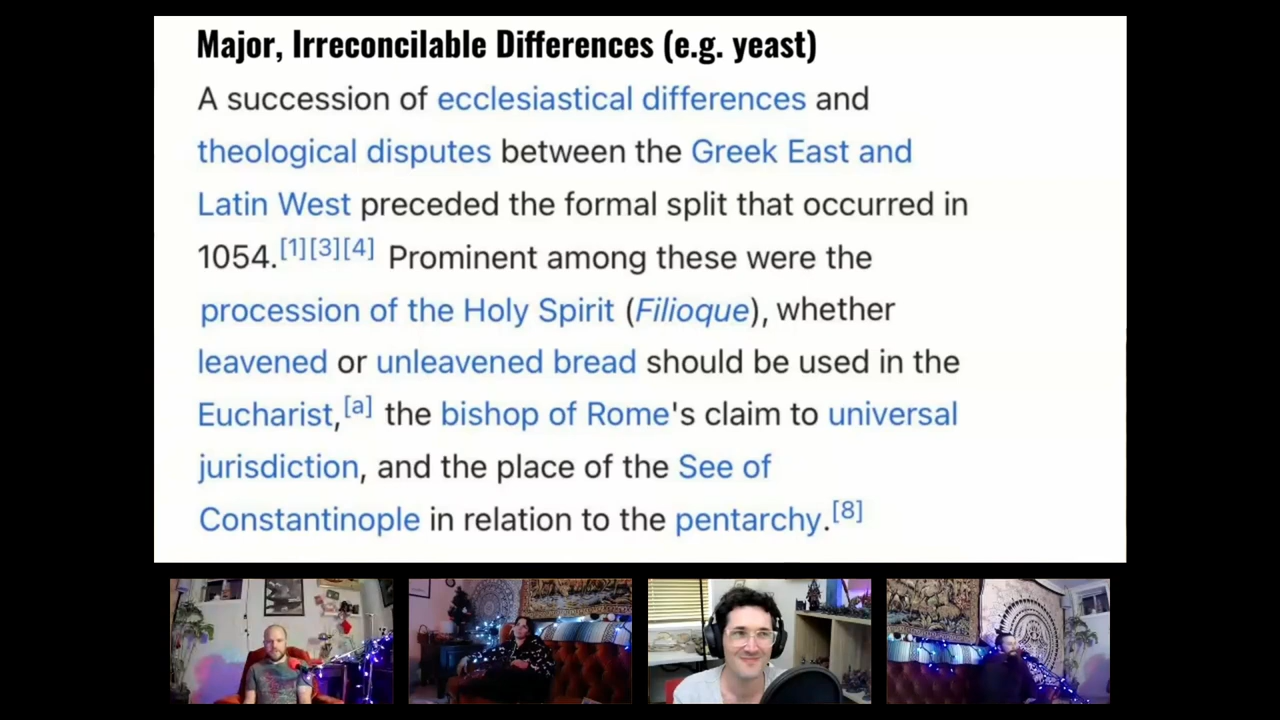 Major, Irreconcilable Differences (e.g. yeast)
A succession of ecclesiastical differences and
theological disputes between the Greek East and
Latin West preceded the formal split that occurred in
1054.[1][3][4] Prominent among these were the
procession of the Holy Spirit (Filioque), whether
leavened or unleavened bread should be used in the
Eucharist,[a] the bishop of Rome's claim to universal
jurisdiction, and the place of the See of
Constantinople in relation to the pentarchy.[8]